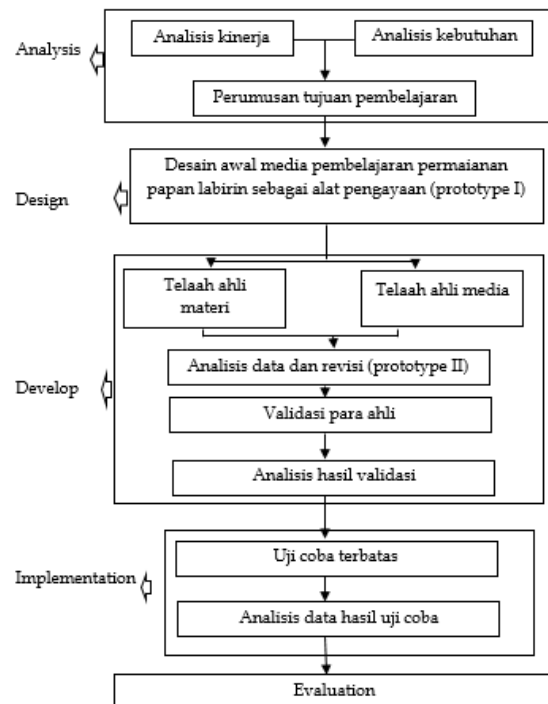 Analysis
Analisis kinerja
Analisis kebutuhan
Perumusan tujuan pembelajaran
Design
Desain awal media pembelajaran permaianan
papan labirin sebagai alat pengayaan (prototype I)
Develop
Telaah ahli
materi
Telaah ahli media
Analisis data dan revisi (prototype II)
Validasi para ahli
Analisis hasil validasi
Implementation
Uji coba terbatas
Analisis data hasil uji coba
Evaluation